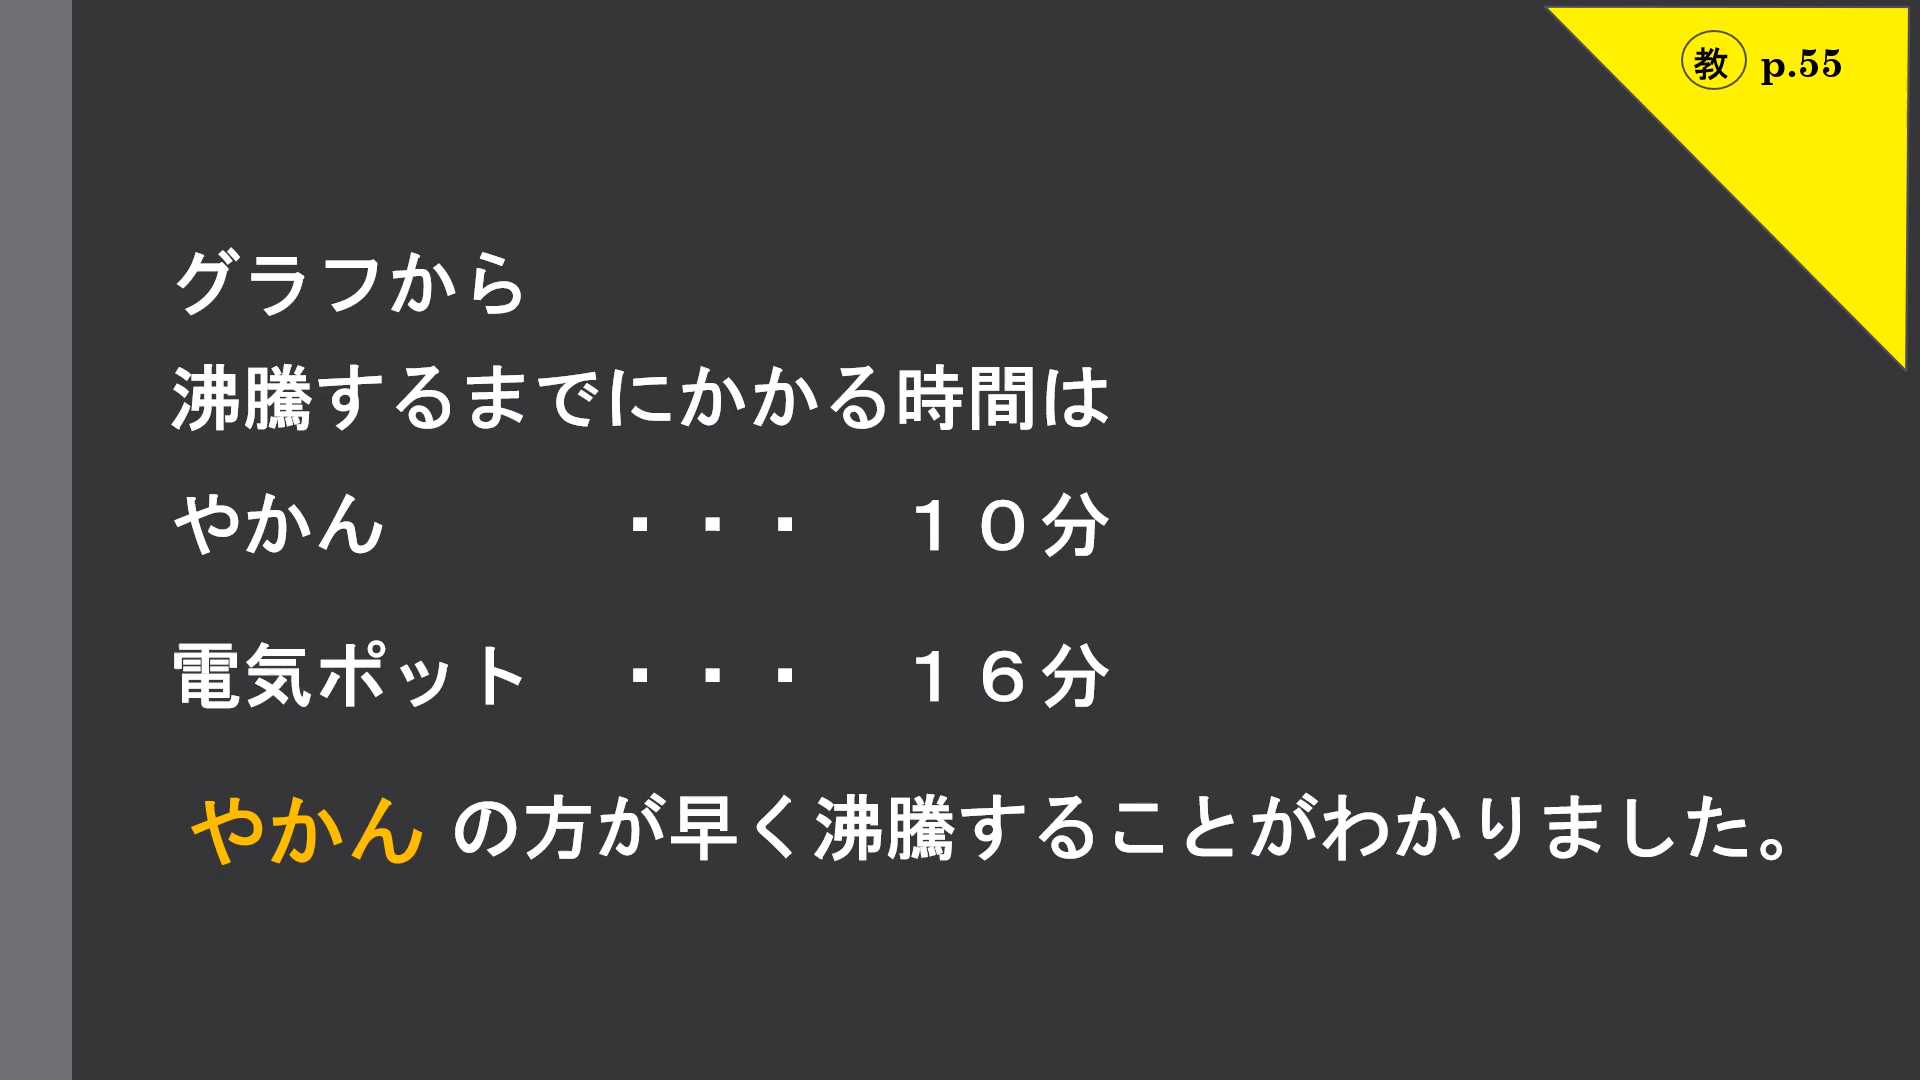 教 p.55
グラフから
沸騰するまでにかかる時間は
やかん　　　・・・　１０分
電気ポット　・・・　１６分
やかん の方が早く沸騰することがわかりました。